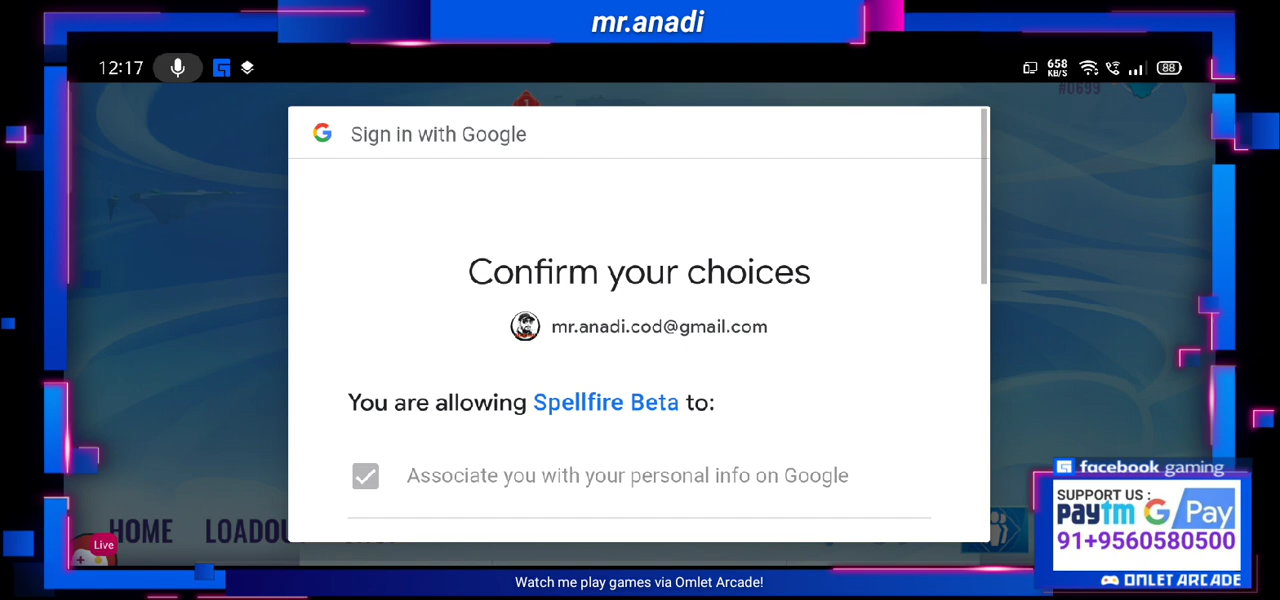 mr.anadi
12:17
658
KB/S
88
#0699
1
Sign in with Google
Confirm your choices
mr.anadi.cod@gmail.com
You are allowing Spellfire Beta to:
Associate you with your personal info on Google
HOME
Live
facebook gaming
SUPPORT US :
paytm G Pay
91+9560580500
OMLET ARCADE
Watch me play games via Omlet Arcade!